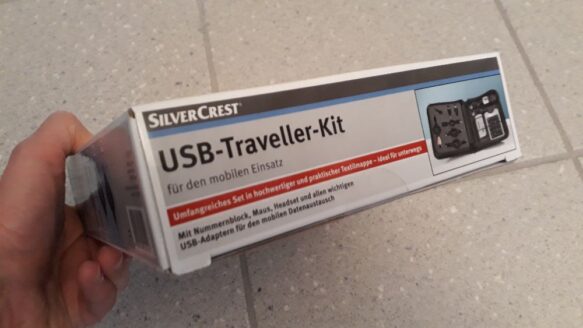 SILVERCREST®
USB-Traveller-Kit
für den mobilen Einsatz
Umfangreiches Set in hochwertiger und praktischer Textilmappe – Ideal für unterwegs
Mit Nummernblock, Maus, Headset und allen wichtigen
USB-Adaptern für den mobilen Datenaustausch